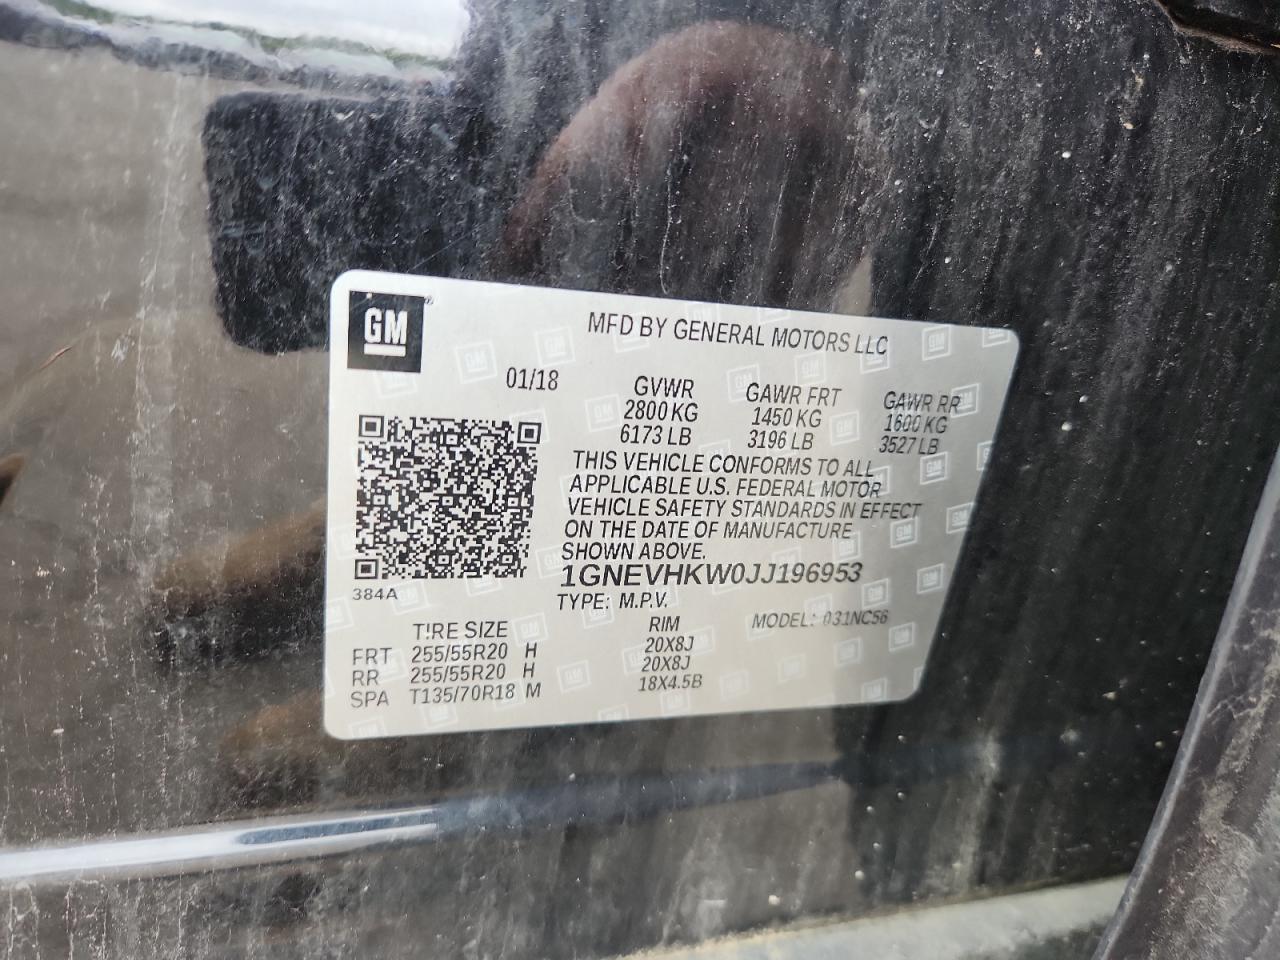 GM
MFD BY GENERAL MOTORS LLC
01/18 GVWR GAWR FRT GAWR RR
2800 KG 1450 KG 1600 KG
6173 LB 3196 LB 3527 LB
THIS VEHICLE CONFORMS TO ALL
APPLICABLE U.S. FEDERAL MOTOR
VEHICLE SAFETY STANDARDS IN EFFECT
ON THE DATE OF MANUFACTURE
SHOWN ABOVE.
1GNEVHKW0JJ196953
384A
TYPE: M.P.V. MODEL: 031NC56
TIRE SIZE RIM
FRT 255/55R20 H 20X8J
RR 255/55R20 H 20X8J
SPA T135/70R18 M 18X4.5B